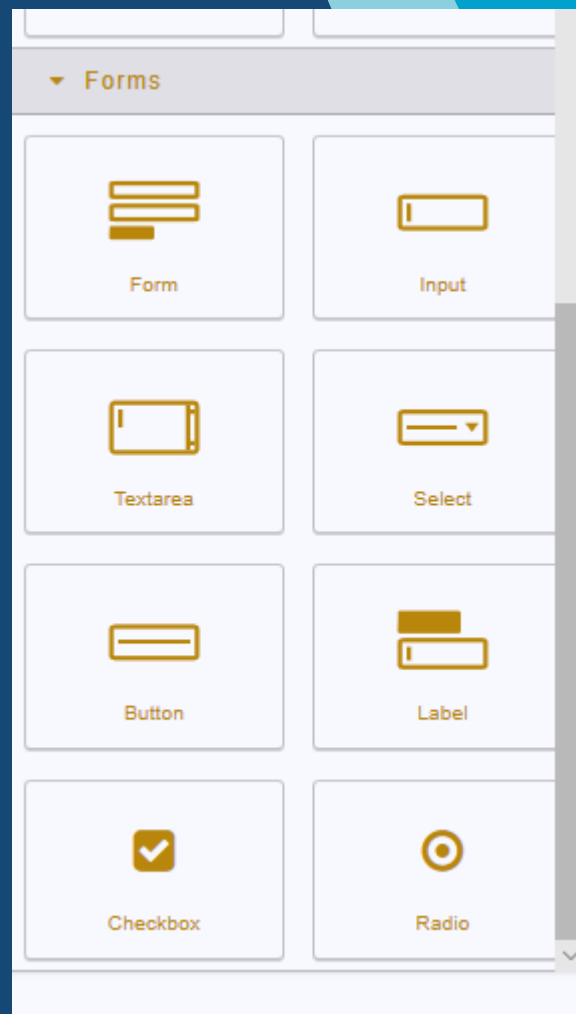 Forms
Form
Input
Textarea
Select
Button
Label
Checkbox
Radio